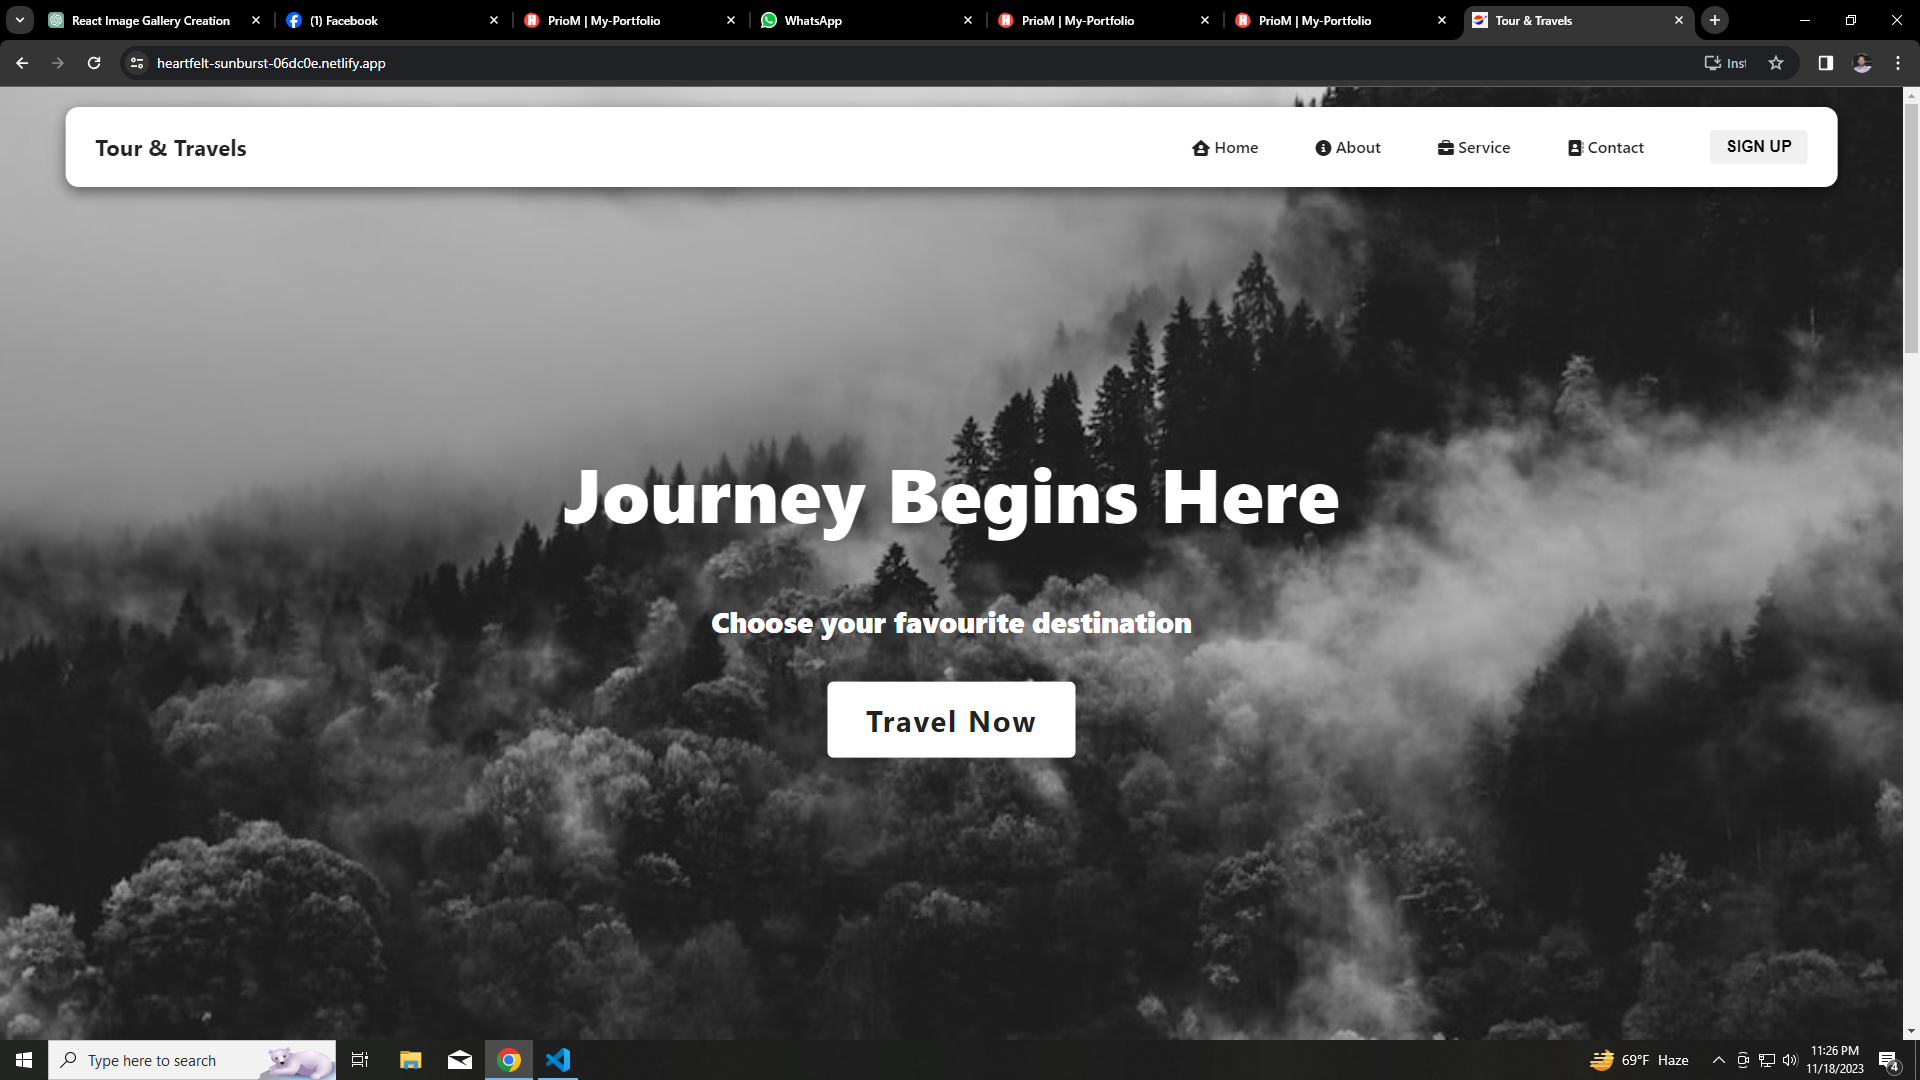 React Image Gallery Creation
(1) Facebook
PrioM | My-Portfolio
WhatsApp
PrioM | My-Portfolio
PrioM | My-Portfolio
Tour & Travels
heartfelt-sunburst-06dc0e.netlify.app
Inst
Tour & Travels
Home
About
Service
Contact
SIGN UP
Journey Begins Here
Choose your favourite destination
Travel Now
Type here to search
69°F Haze
11:26 PM
11/18/2023
4